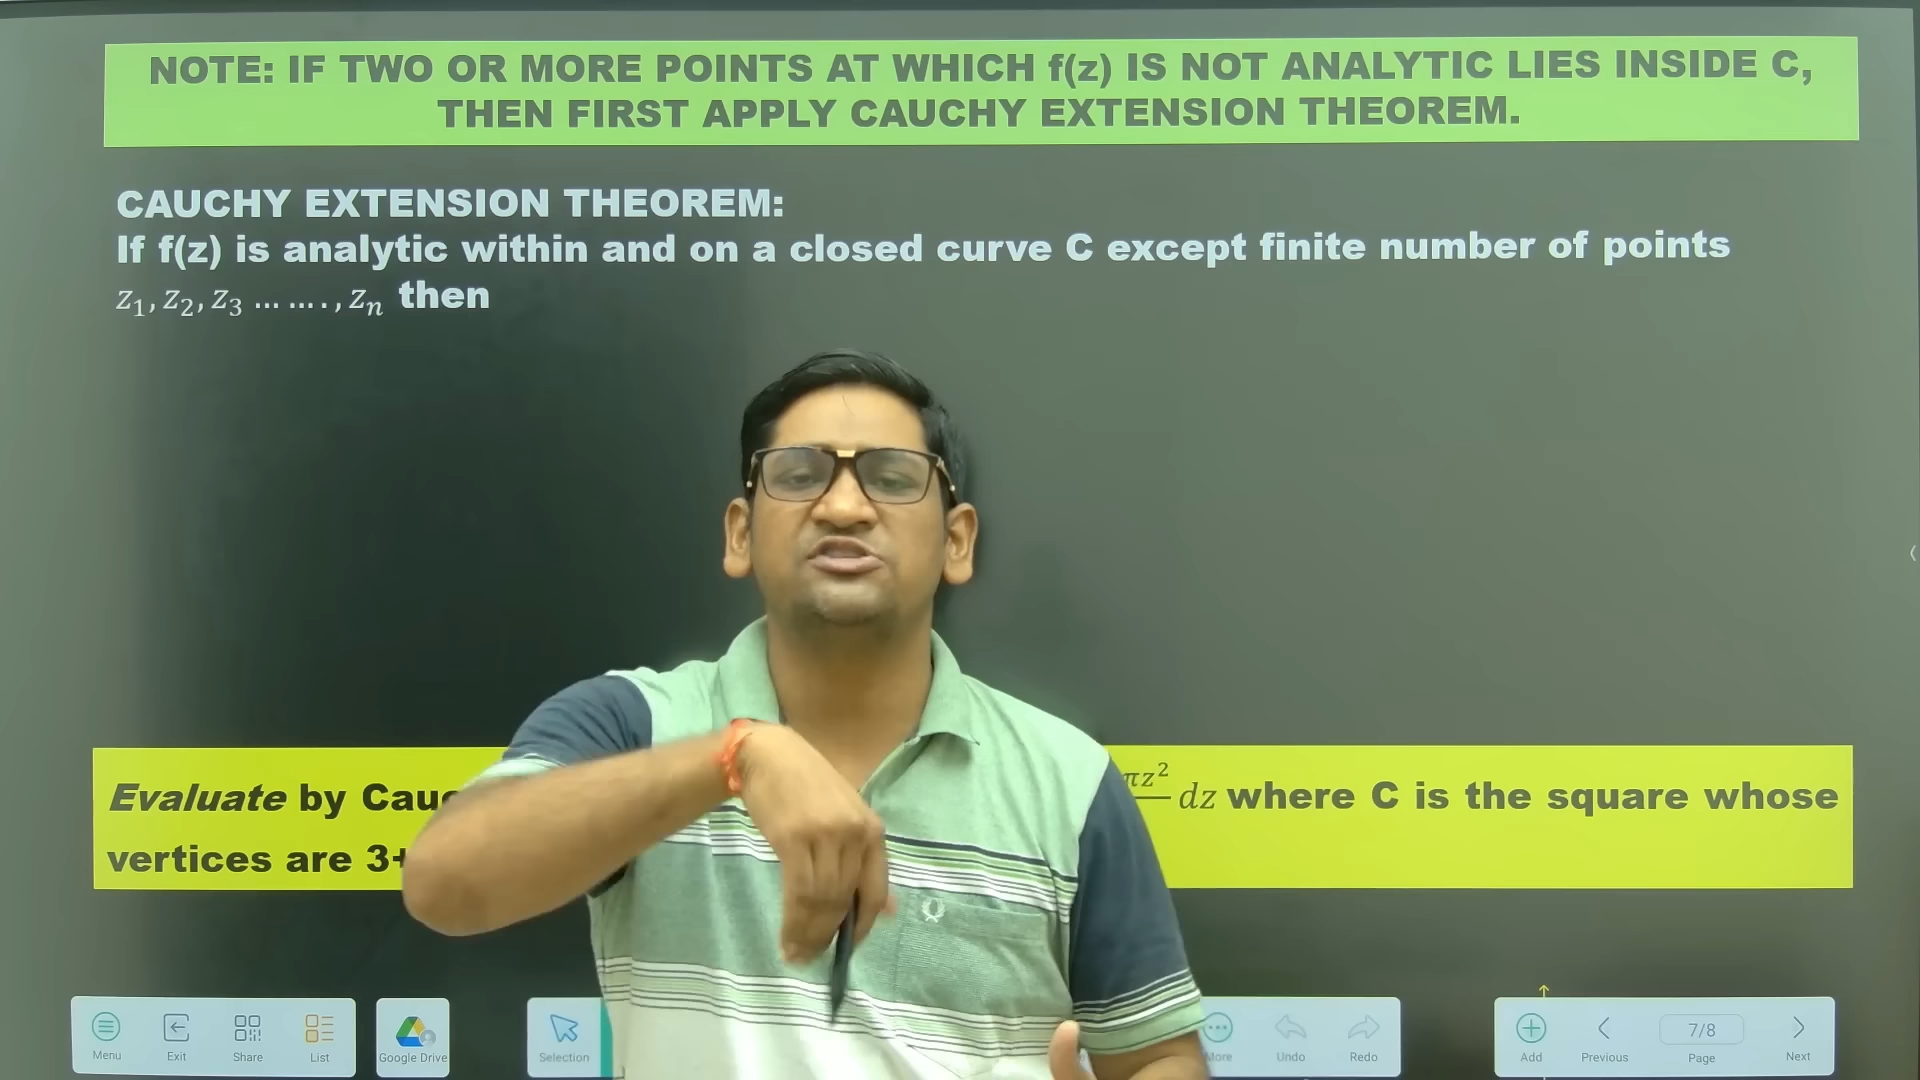 NOTE: IF TWO OR MORE POINTS AT WHICH f(z) IS NOT ANALYTIC LIES INSIDE C,
THEN FIRST APPLY CAUCHY EXTENSION THEOREM.
CAUCHY EXTENSION THEOREM:
If f(z) is analytic within and on a closed curve C except finite number of points
z₁, z₂, z₃ ... ... . , zₙ then
Evaluate by πz² dz where C is the square whose
vertices are 3+
Menu Exit Share List Google Drive Selection More Undo Redo Add Previous 7/8 Page Next